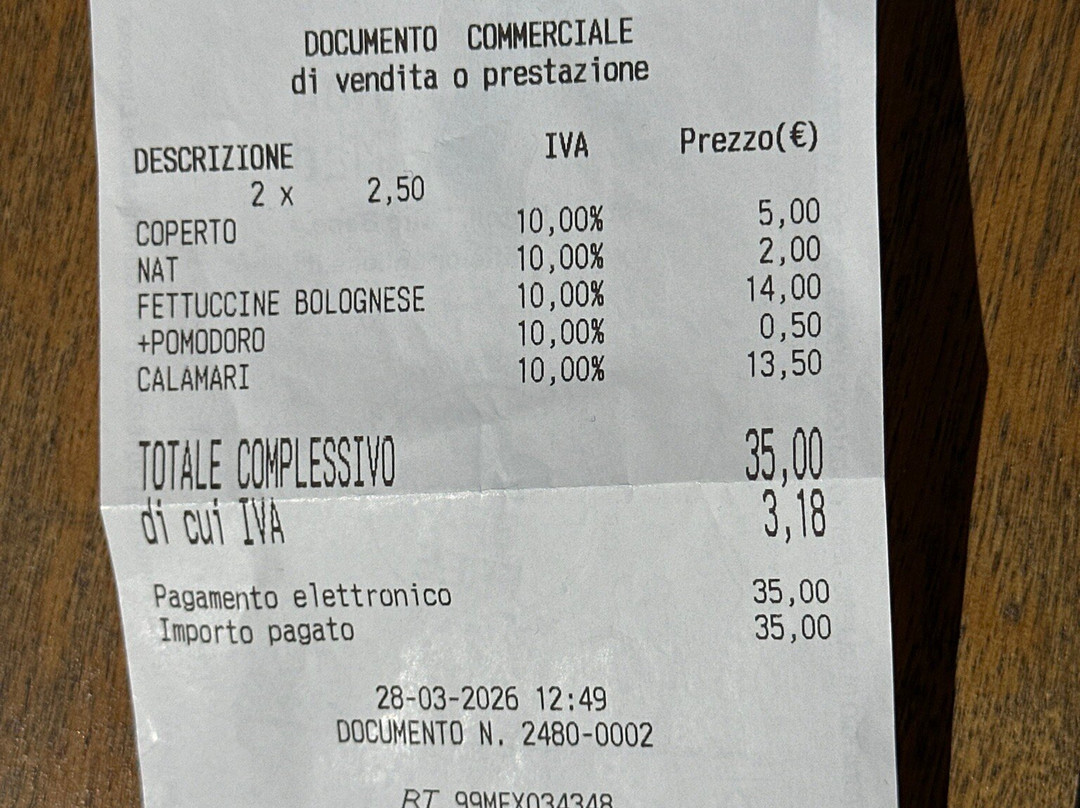 DOCUMENTO COMMERCIALE
di vendita o prestazione
DESCRIZIONE IVA Prezzo(€)
2 x 2,50
COPERTO 10,00% 5,00
NAT 10,00% 2,00
FETTUCCINE BOLOGNESE 10,00% 14,00
+POMODORO 10,00% 0,50
CALAMARI 10,00% 13,50
TOTALE COMPLESSIVO 35,00
di cui IVA 3,18
Pagamento elettronico 35,00
Importo pagato 35,00
28-03-2026 12:49
DOCUMENTO N. 2480-0002
RT 99MEX034348